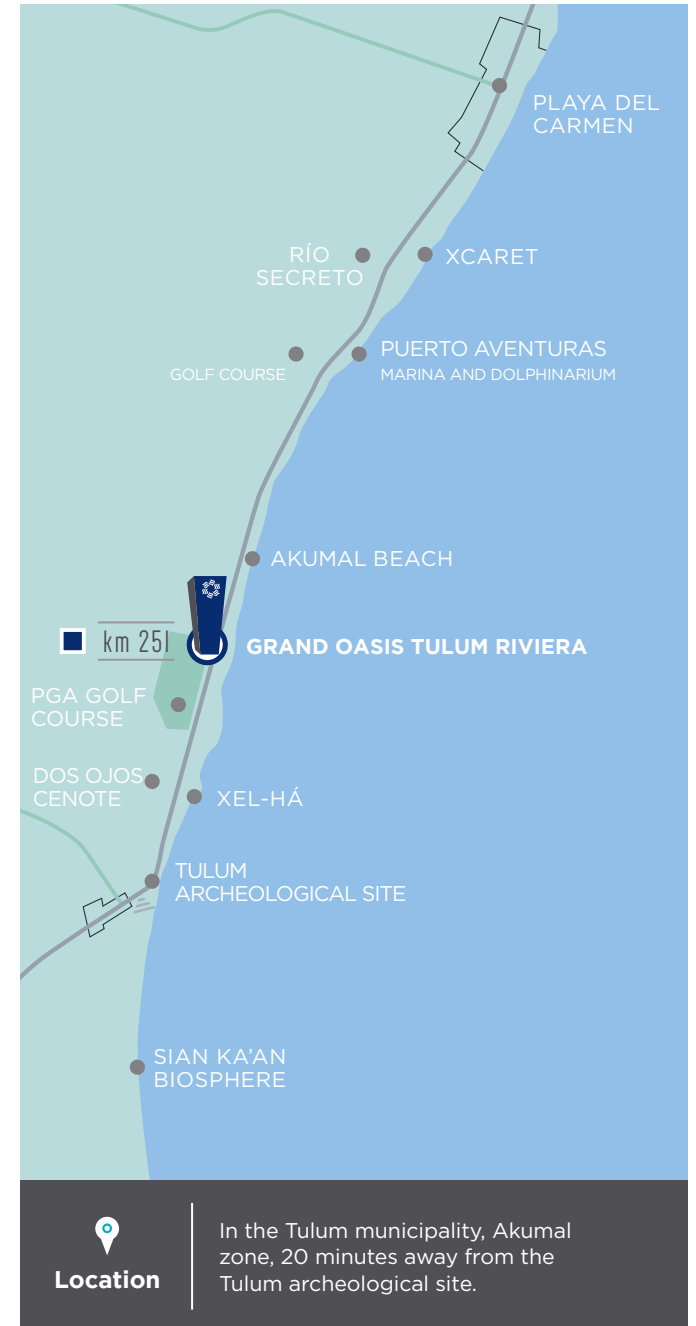 PLAYA DEL
CARMEN
RÍO
SECRETO
XCARET
PUERTO AVENTURAS
MARINA AND DOLPHINARIUM
GOLF COURSE
AKUMAL BEACH
km 251
GRAND OASIS TULUM RIVIERA
PGA GOLF
COURSE
DOS OJOS
CENOTE
XEL-HÁ
TULUM
ARCHEOLOGICAL SITE
SIAN KA'AN
BIOSPHERE
Location
In the Tulum municipality, Akumal
zone, 20 minutes away from the
Tulum archeological site.